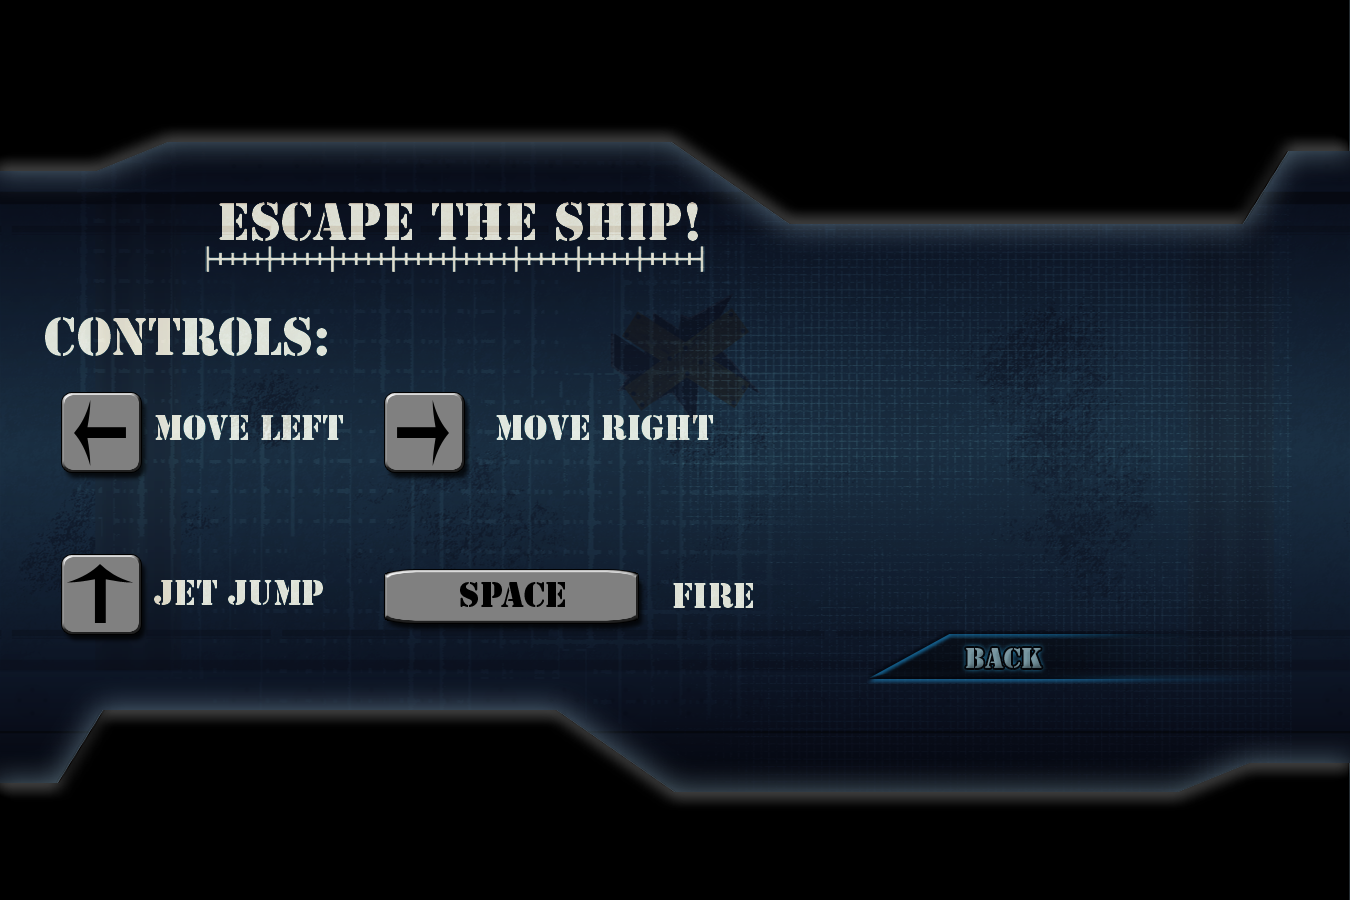 ESCAPE THE SHIP!
CONTROLS:
MOVE LEFT
MOVE RIGHT
JET JUMP
SPACE
FIRE
BACK